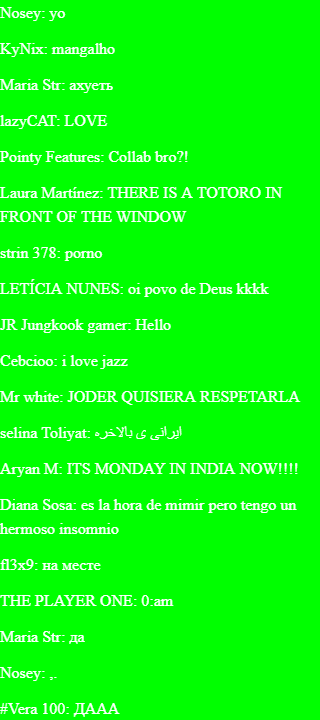 Nosey: yo
KyNix: mangalho
Maria Str: ахуеть
lazyCAT: LOVE
Pointy Features: Collab bro?!
Laura Martínez: THERE IS A TOTORO IN
FRONT OF THE WINDOW
strin 378: porno
LETÍCIA NUNES: oi povo de Deus kkkk
JR Jungkook gamer: Hello
Cebcioo: i love jazz
Mr white: JODER QUISIERA RESPETARLA
selina Toliyat: ایرانی ی بالاخره
Aryan M: ITS MONDAY IN INDIA NOW!!!!
Diana Sosa: es la hora de mimir pero tengo un
hermoso insomnio
fl3x9: на месте
THE PLAYER ONE: 0:am
Maria Str: да
Nosey: ,.
#Vera 100: ДААА